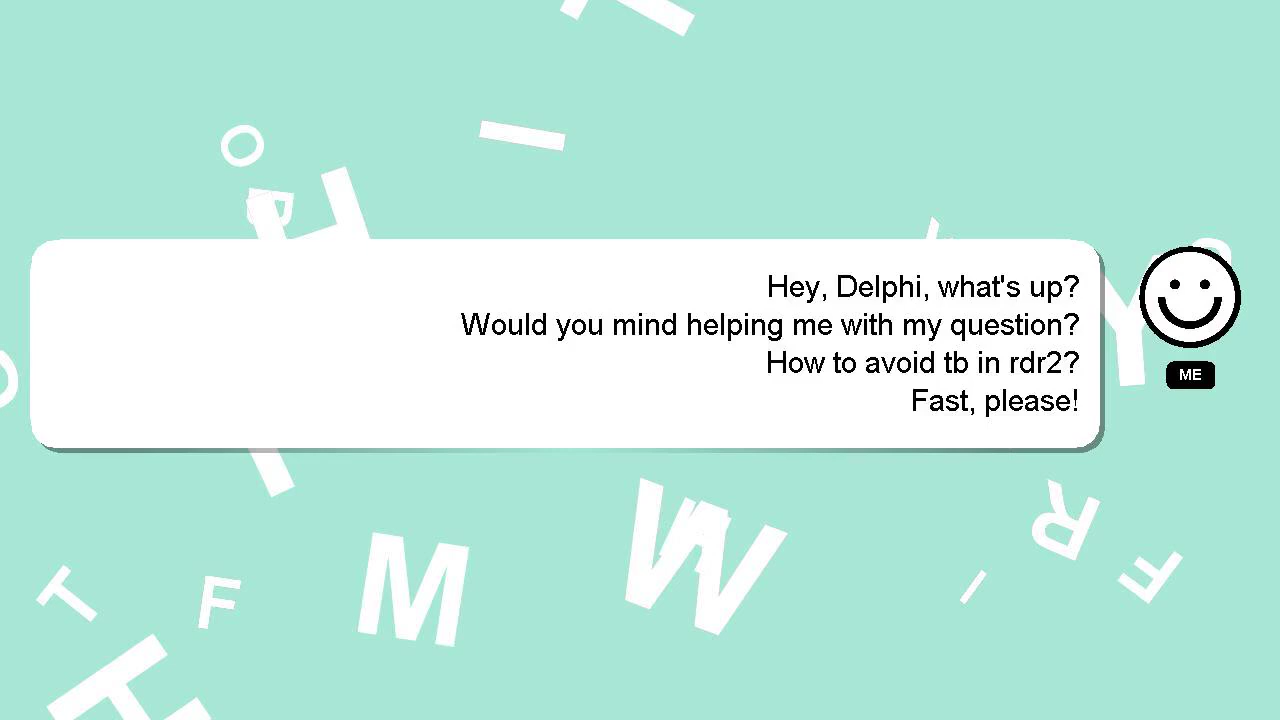 Hey, Delphi, what's up?
Would you mind helping me with my question?
How to avoid tb in rdr2?
Fast, please!
ME
O
I
H
Y
T
F
M
W
R
F
I
H